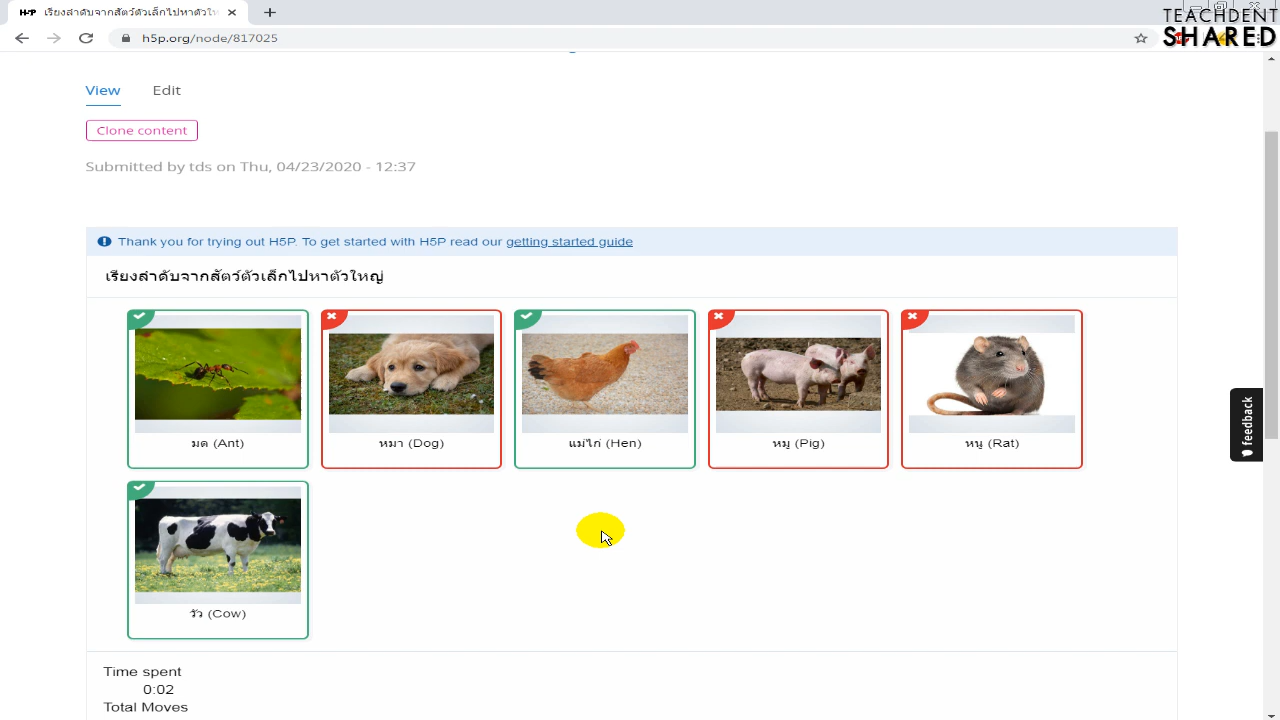 H-P เรียงลำดับจากสัตว์ตัวเล็กไปหาตัวให
TEACHDENT
SHARED
h5p.org/node/817025
View Edit
Clone content
Submitted by tds on Thu, 04/23/2020 - 12:37
Thank you for trying out H5P. To get started with H5P read our getting started guide
เรียงลำดับจากสัตว์ตัวเล็กไปหาตัวใหญ่
มด (Ant)
หมา (Dog)
แม่ไก่ (Hen)
หมู (Pig)
หนู (Rat)
วัว (Cow)
feedback
Time spent
0:02
Total Moves